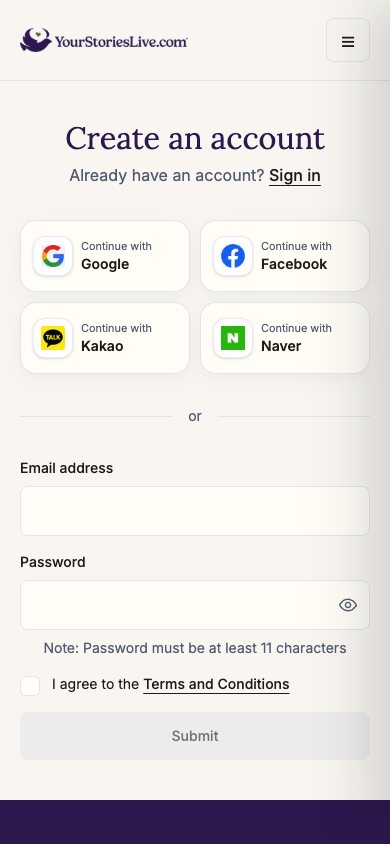 YourStoriesLive.com
Create an account
Already have an account? Sign in
Continue with
Google
Continue with
Facebook
TALK
Continue with
Kakao
N
Continue with
Naver
or
Email address
Password
Note: Password must be at least 11 characters
I agree to the Terms and Conditions
Submit